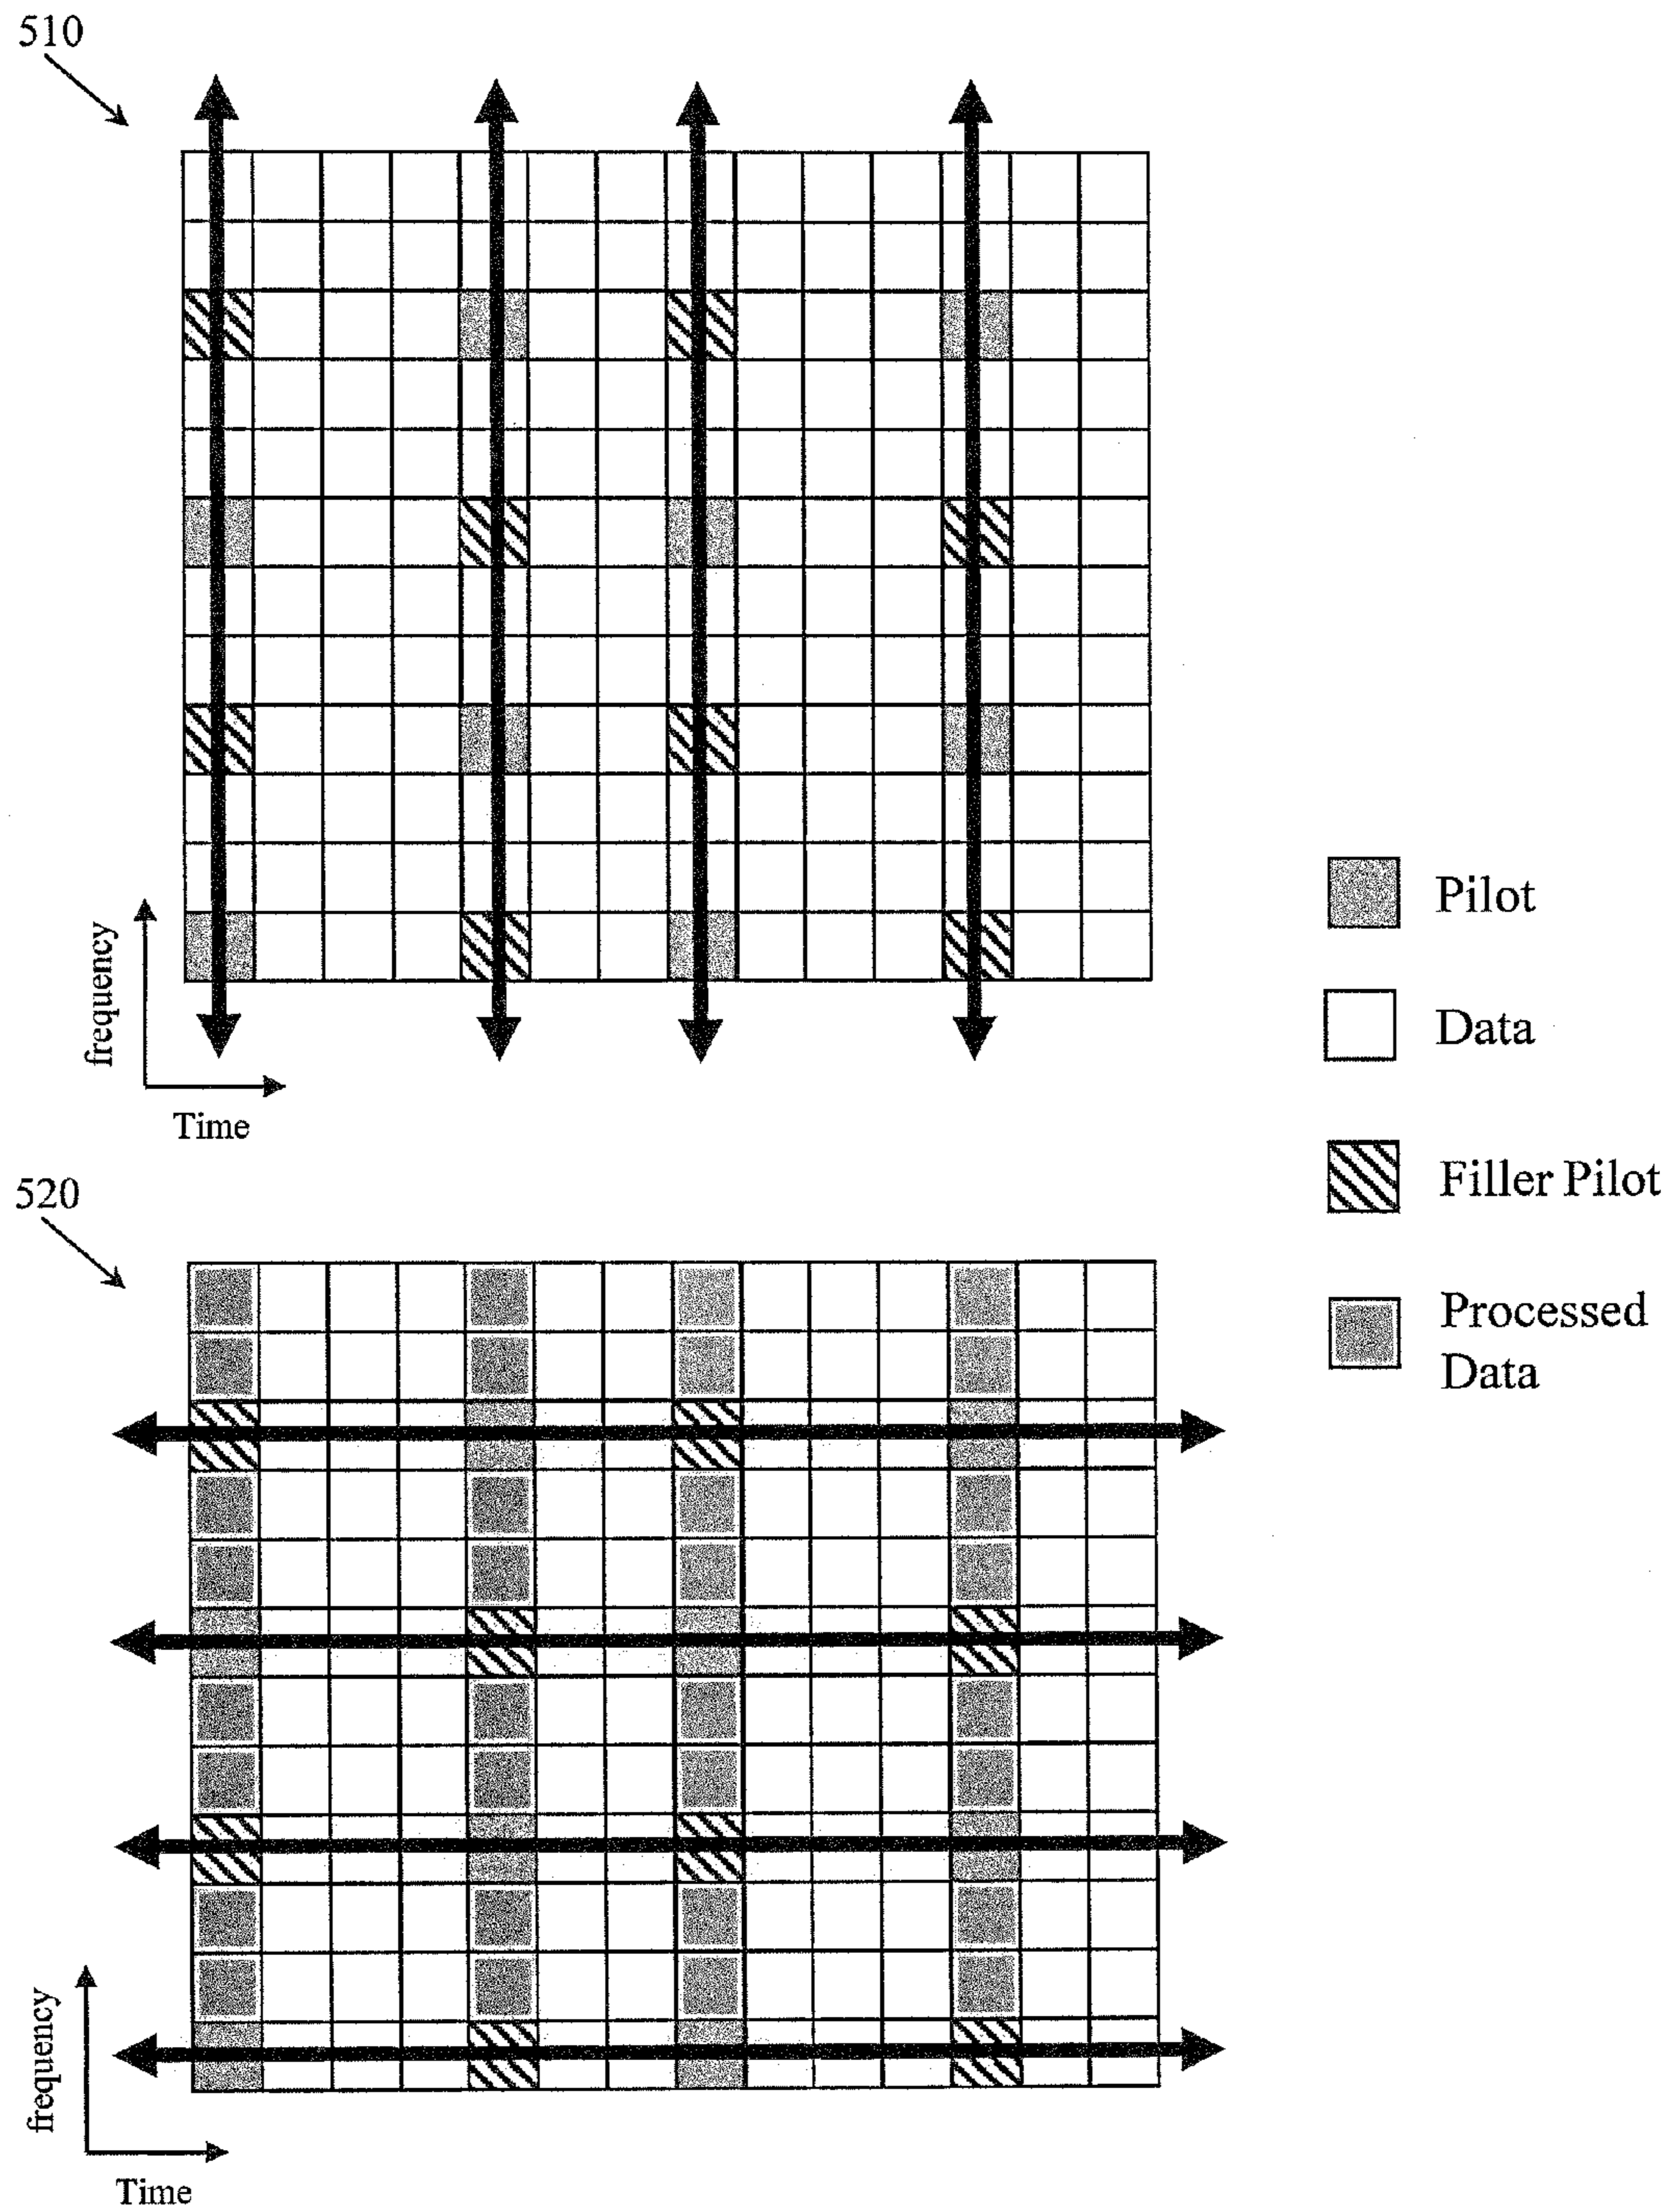 510
frequency
Time
Pilot
Data
Filler Pilot
Processed
Data
520
frequency
Time